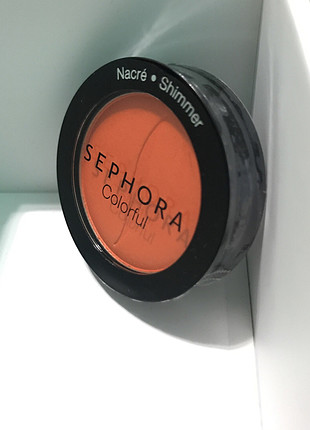 Nacré • Shimmer
SEPHORA
Colorful